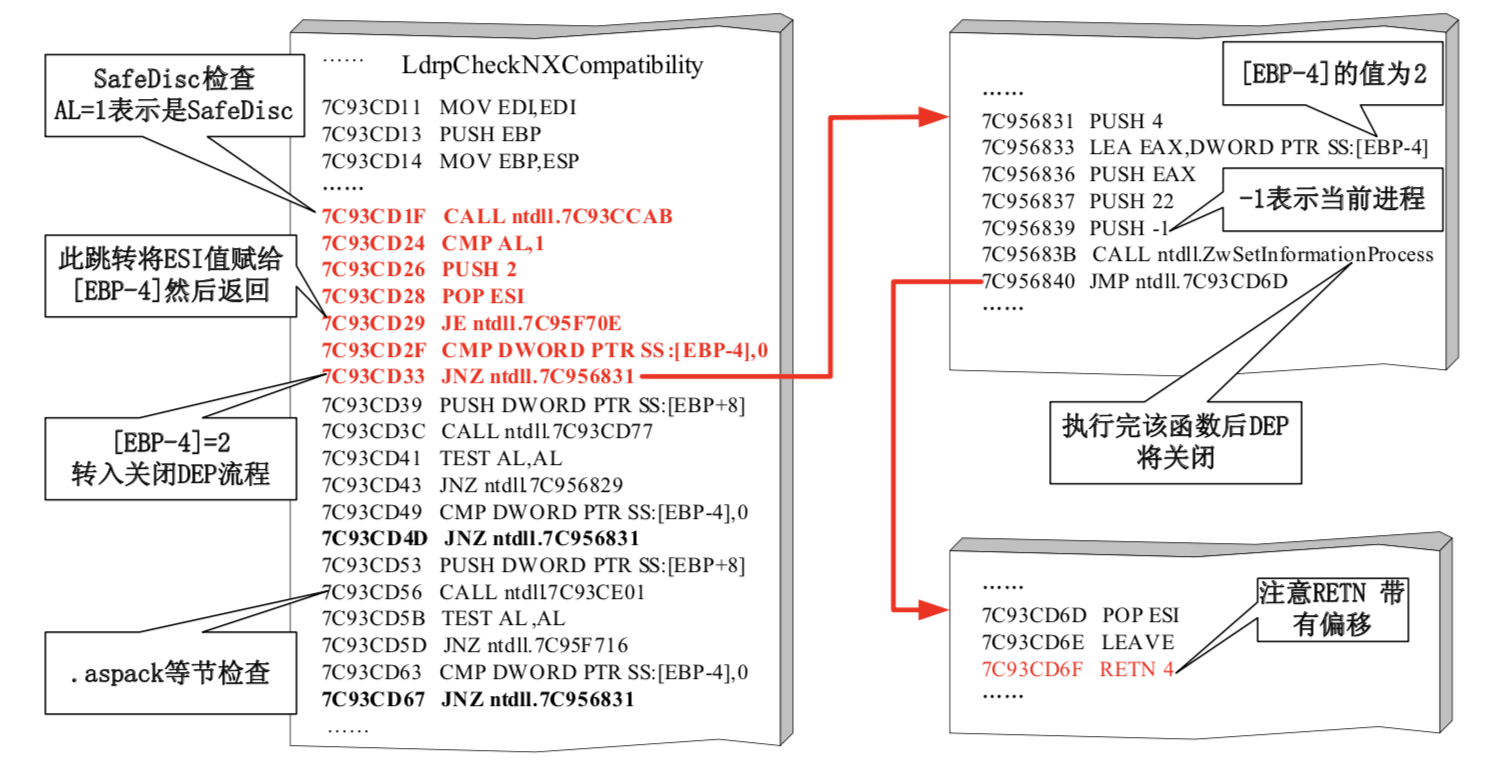 SafeDisc检查
AL=1表示是SafeDisc
此跳转将ESI值赋给
[EBP-4]然后返回
[EBP-4]=2
转入关闭DEP流程
.aspack等节检查
…… LdrpCheckNXCompatibility
7C93CD11 MOV EDI,EDI
7C93CD13 PUSH EBP
7C93CD14 MOV EBP,ESP
……
7C93CD1F CALL ntdll.7C93CCAB
7C93CD24 CMP AL,1
7C93CD26 PUSH 2
7C93CD28 POP ESI
7C93CD29 JE ntdll.7C95F70E
7C93CD2F CMP DWORD PTR SS:[EBP-4],0
7C93CD33 JNZ ntdll.7C956831
7C93CD39 PUSH DWORD PTR SS:[EBP+8]
7C93CD3C CALL ntdll.7C93CD77
7C93CD41 TEST AL,AL
7C93CD43 JNZ ntdll.7C956829
7C93CD49 CMP DWORD PTR SS:[EBP-4],0
7C93CD4D JNZ ntdll.7C956831
7C93CD53 PUSH DWORD PTR SS:[EBP+8]
7C93CD56 CALL ntdll7C93CE01
7C93CD5B TEST AL,AL
7C93CD5D JNZ ntdll.7C95F716
7C93CD63 CMP DWORD PTR SS:[EBP-4],0
7C93CD67 JNZ ntdll.7C956831
……
[EBP-4]的值为2
……
7C956831 PUSH 4
7C956833 LEA EAX,DWORD PTR SS:[EBP-4]
7C956836 PUSH EAX
7C956837 PUSH 22
7C956839 PUSH -1
-1表示当前进程
7C95683B CALL ntdll.ZwSetInformationProcess
7C956840 JMP ntdll.7C93CD6D
……
执行完该函数后DEP
将关闭
……
7C93CD6D POP ESI
7C93CD6E LEAVE
7C93CD6F RETN 4
……
注意RETN 带
有偏移